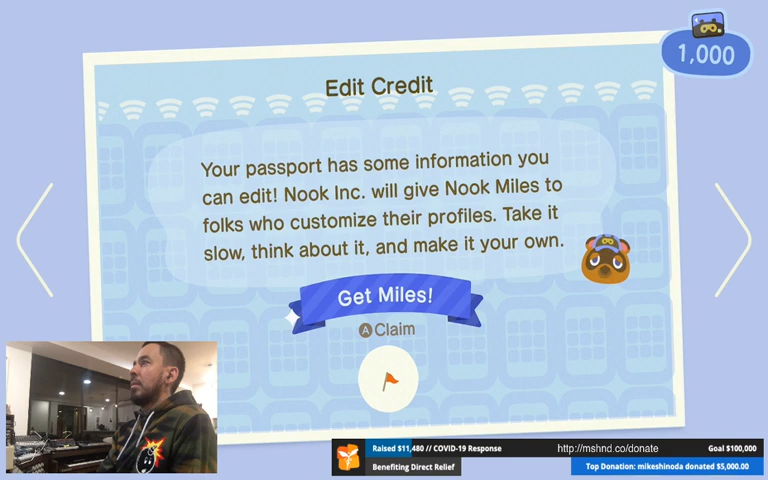 1,000
Edit Credit
Your passport has some information you
can edit! Nook Inc. will give Nook Miles to
folks who customize their profiles. Take it
slow, think about it, and make it your own.
Get Miles!
A Claim
Raised $11,480 // COVID-19 Response
http://mshnd.co/donate
Goal $100,000
Benefiting Direct Relief
Top Donation: mikeshinoda donated $5,000.00